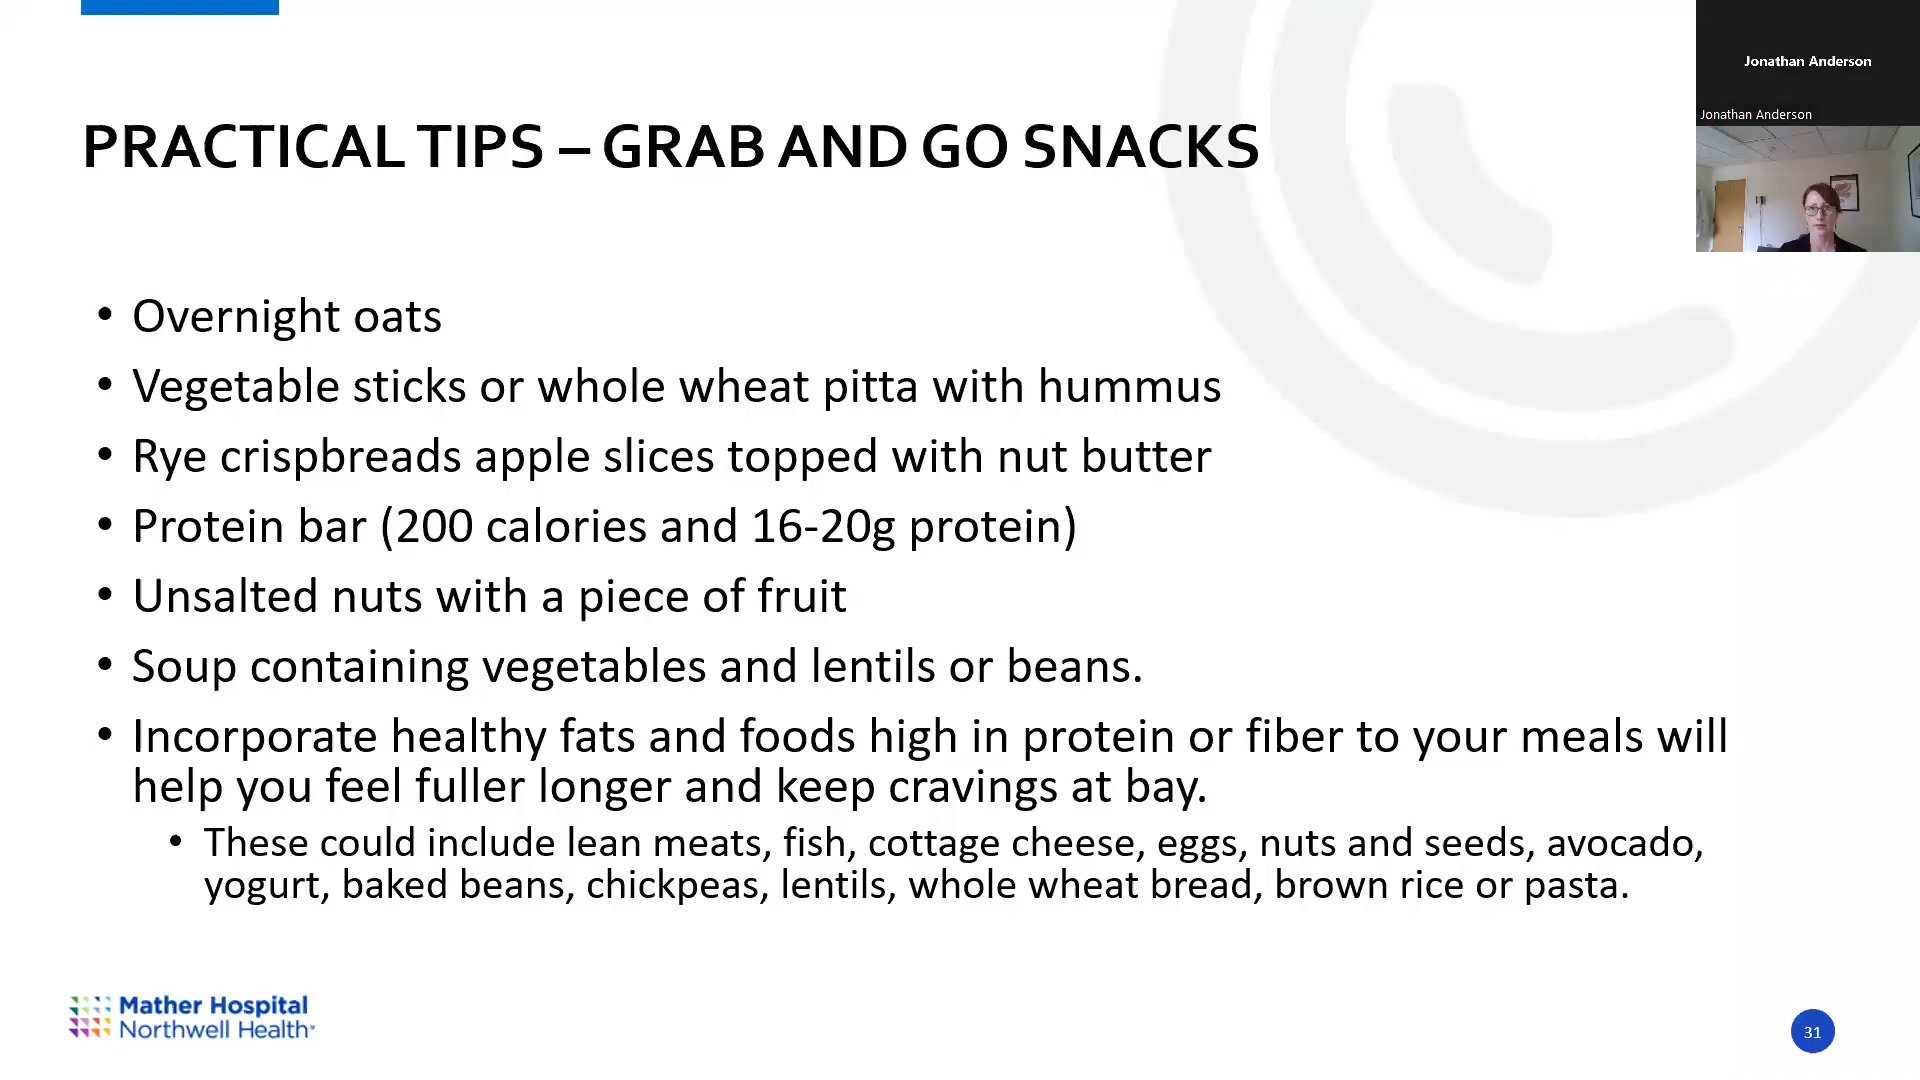 Jonathan Anderson
Jonathan Anderson
PRACTICAL TIPS – GRAB AND GO SNACKS
• Overnight oats
• Vegetable sticks or whole wheat pitta with hummus
• Rye crispbreads apple slices topped with nut butter
• Protein bar (200 calories and 16-20g protein)
• Unsalted nuts with a piece of fruit
• Soup containing vegetables and lentils or beans.
• Incorporate healthy fats and foods high in protein or fiber to your meals will
help you feel fuller longer and keep cravings at bay.
• These could include lean meats, fish, cottage cheese, eggs, nuts and seeds, avocado,
yogurt, baked beans, chickpeas, lentils, whole wheat bread, brown rice or pasta.
Mather Hospital
Northwell Health
31